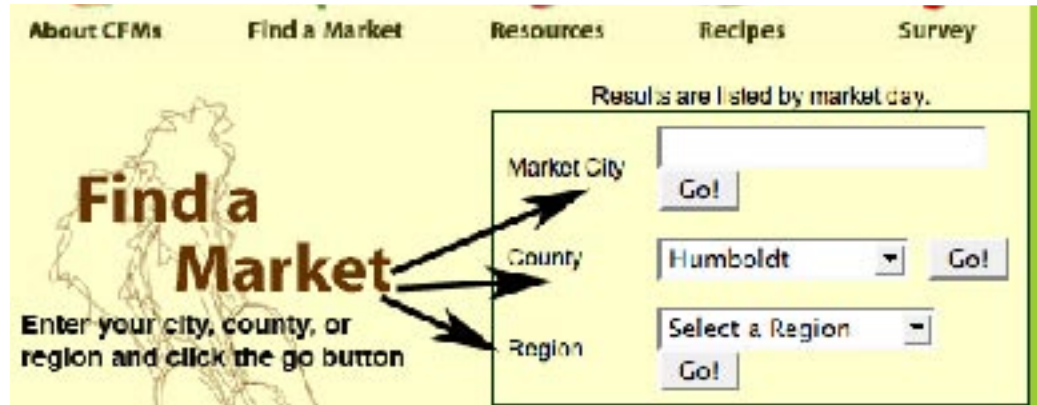 About CFMs Find a Market Resources Recipes Survey
Results are listed by market day.
Market City
Go!
Find a
Market
County Humboldt Go!
Enter your city, county, or
region and click the go button
Region Select a Region
Go!